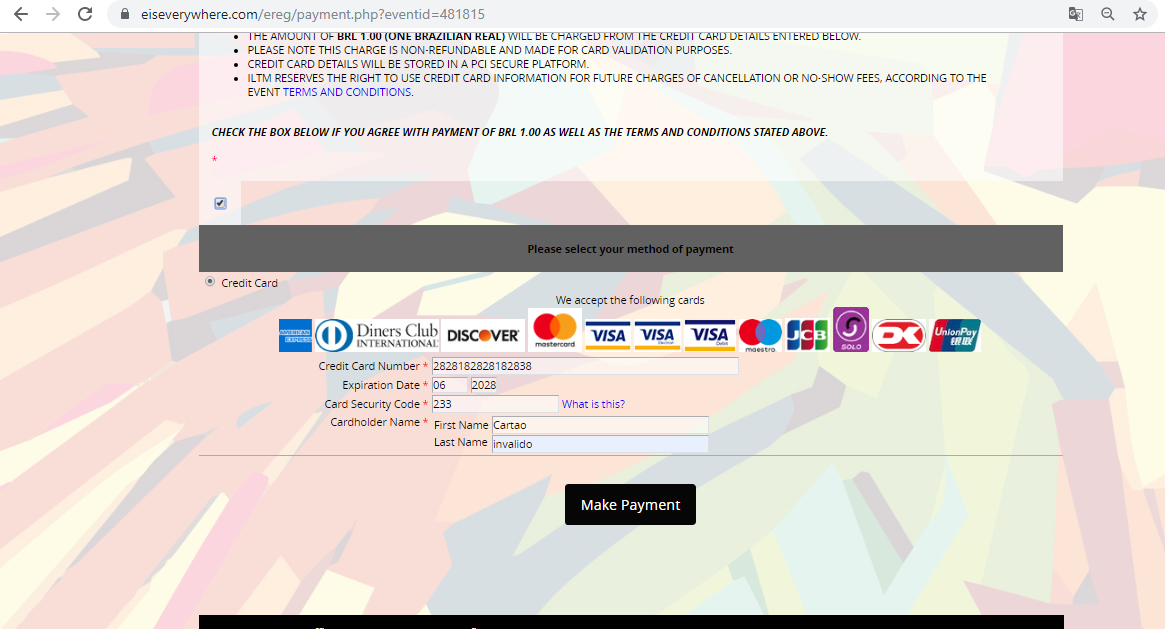 eiseverywhere.com/ereg/payment.php?eventid=481815
THE AMOUNT OF BRL 1.00 (ONE BRAZILIAN REAL) WILL BE CHARGED FROM THE CREDIT CARD DETAILS ENTERED BELOW.
PLEASE NOTE THIS CHARGE IS NON-REFUNDABLE AND MADE FOR CARD VALIDATION PURPOSES.
CREDIT CARD DETAILS WILL BE STORED IN A PCI SECURE PLATFORM.
ILTM RESERVES THE RIGHT TO USE CREDIT CARD INFORMATION FOR FUTURE CHARGES OF CANCELLATION OR NO-SHOW FEES, ACCORDING TO THE
EVENT TERMS AND CONDITIONS.
CHECK THE BOX BELOW IF YOU AGREE WITH PAYMENT OF BRL 1.00 AS WELL AS THE TERMS AND CONDITIONS STATED ABOVE.
*
Please select your method of payment
Credit Card
We accept the following cards
AMERICAN EXPRESS Diners Club INTERNATIONAL DISCOVER mastercard VISA VISA Electron VISA Debit maestro JCB SOLO DK UnionPay 银联
Credit Card Number * 2828182828182838
Expiration Date * 06 2028
Card Security Code * 233 What is this?
Cardholder Name * First Name Cartao
Last Name invalido
Make Payment